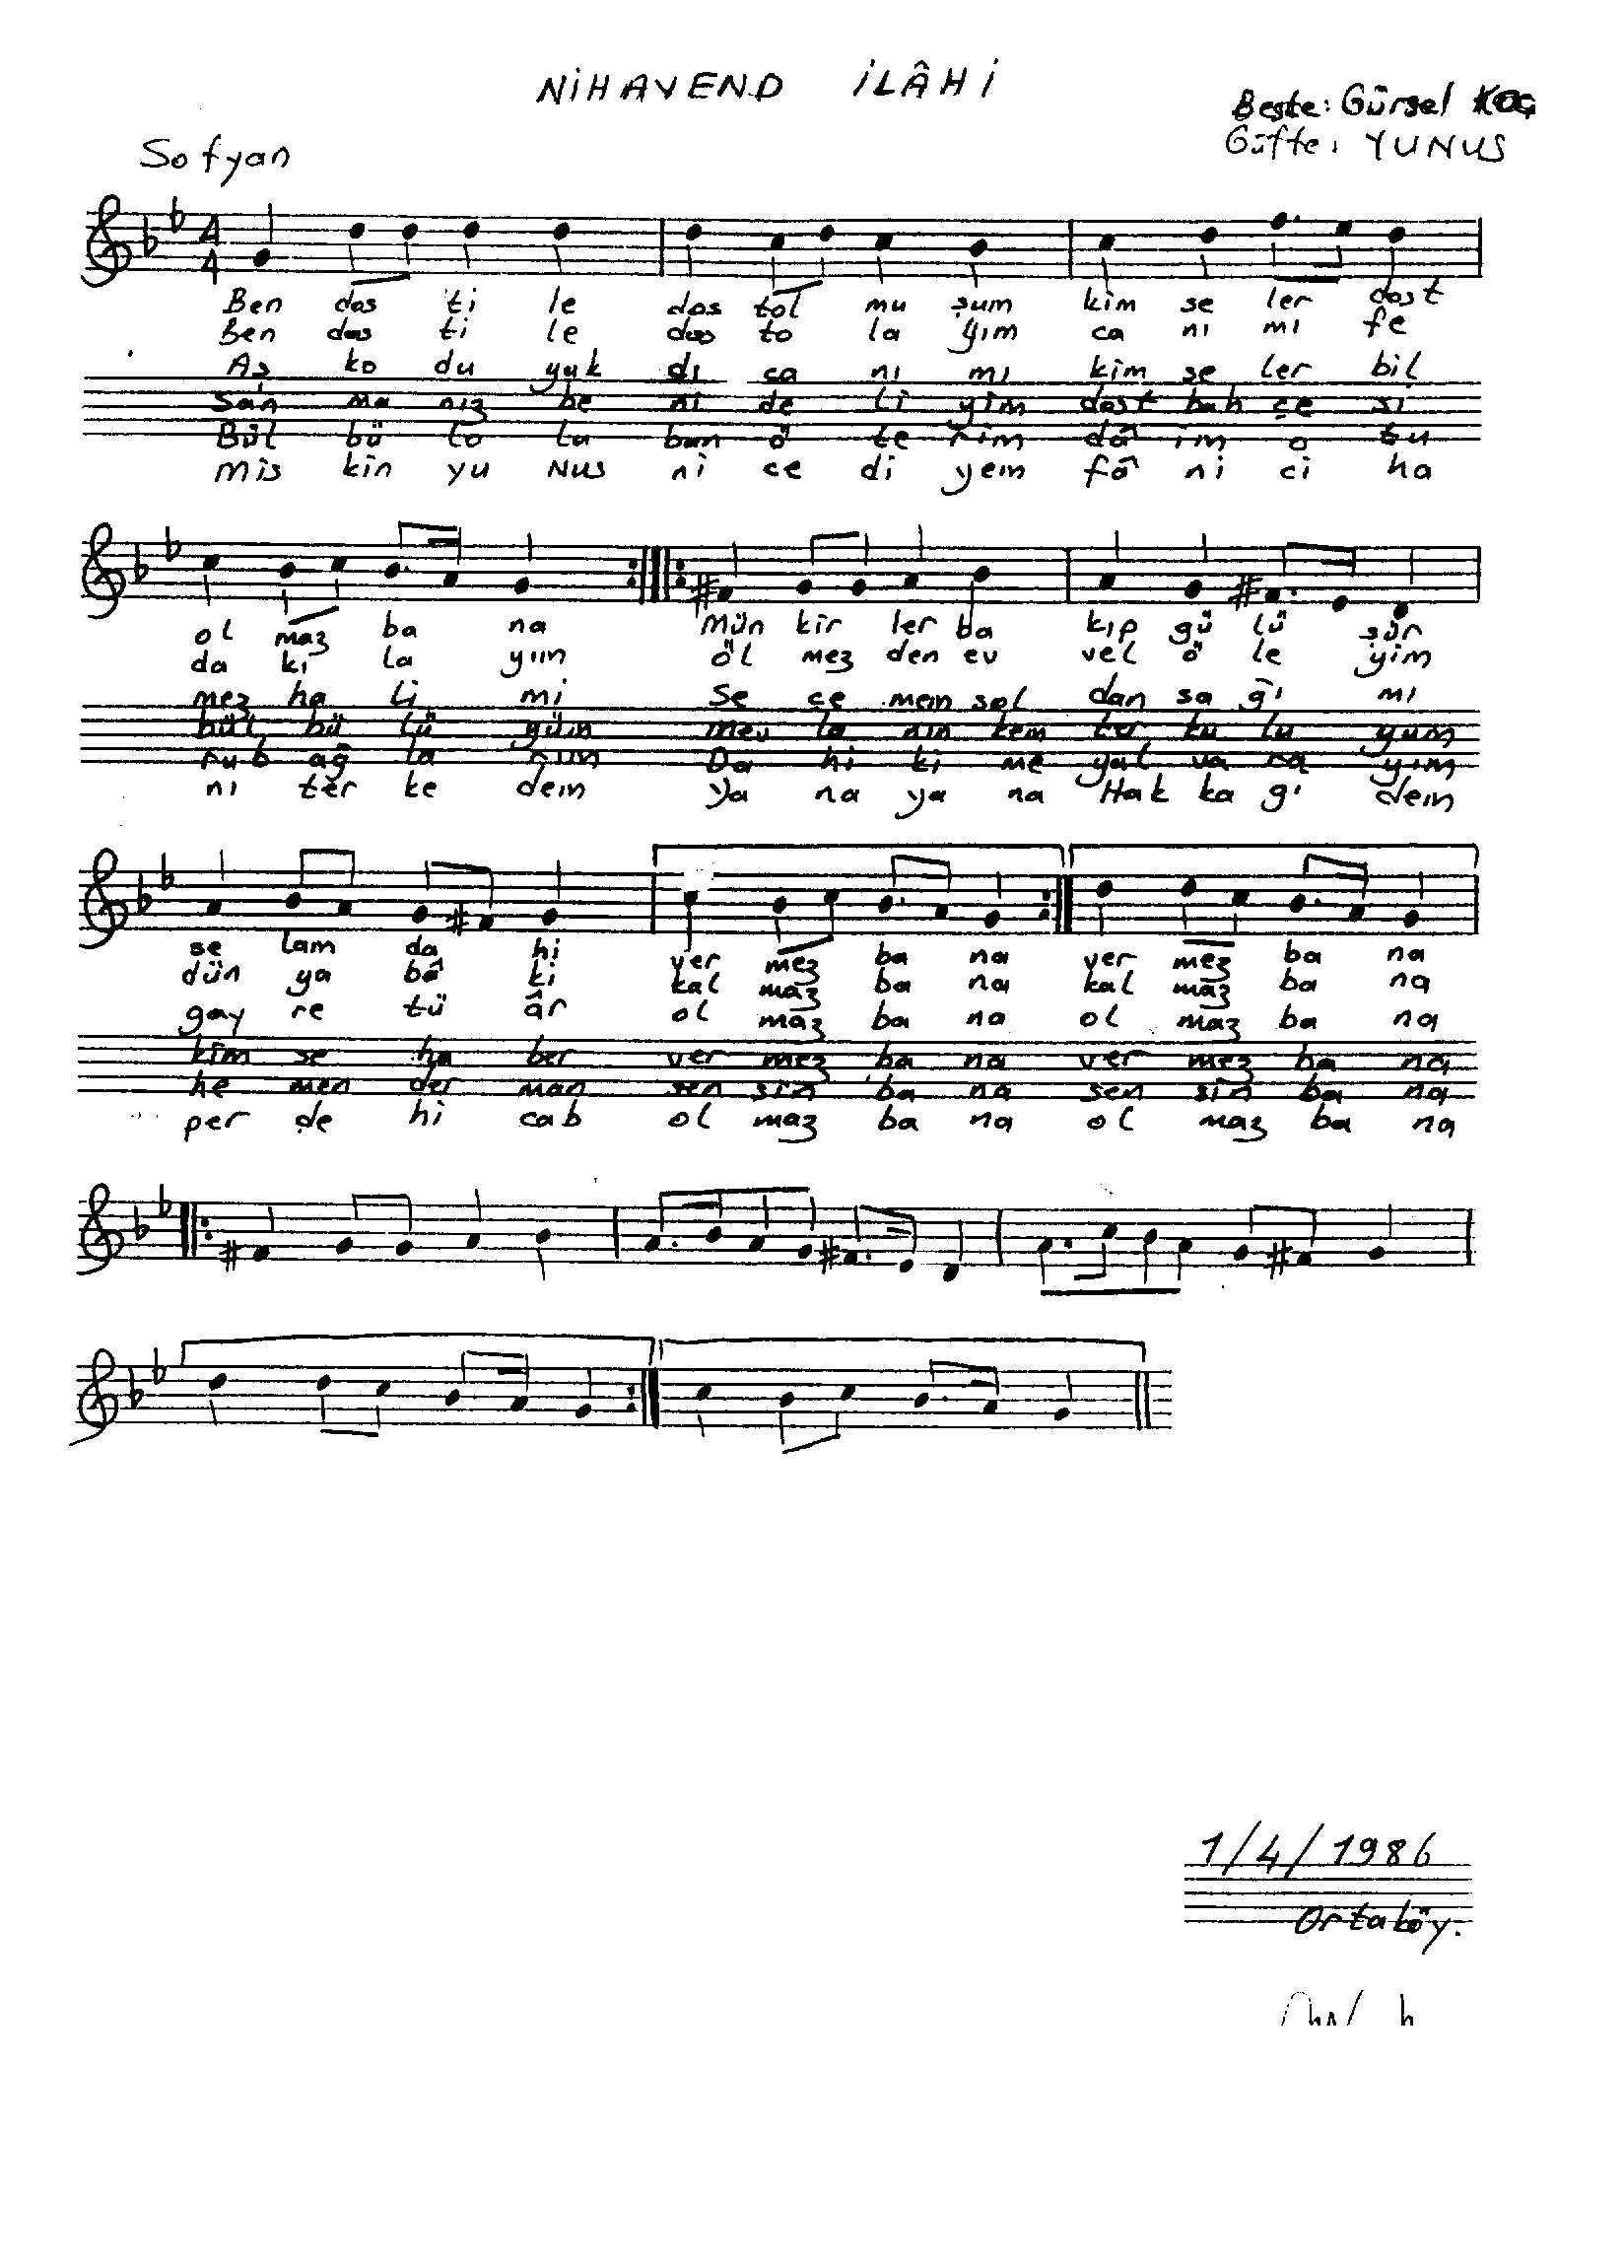 NİHAVEND İLÂHİ
Beste: Gürsel KOÇ
Güfte: YUNUS
Sofyan
4
4
Ben dos ti le dos tol mu şum kim se ler dost
Ben dos ti le dos to la yım ca nı mı fe
Aş ko du yak dı ca nı mı kim se ler bil
San ma nız be ni de li yim dost bah çe si
Bül bü lo la ban ö te rim dâ im o tu
Mis kin yu nus ni ce di yem fâ ni ci ha
ol maz ba na Mün kir ler ba kıp gü lü şür
da kı la yım öl mez den ev vel ö le yim
mez ha li mi Se çe mem sol dan sa ğı mı
bül bü lü yüm mev la nın kem ter ku lu yum
rub ağ la rım Da hi ki me yal va ra yım
ni ter ke dem Ya na ya na Hak ka gi dem
se lam da hi ver mez ba na ver mez ba na
dün ya bâ ki kal maz ba na kal maz ba na
gay re tü âr ol maz ba na ol maz ba na
kim se ha ber ver mez ba na ver mez ba na
he men der man sen sin ba na sen sin ba na
per de hi cab ol maz ba na ol maz ba na
1/4/1986
Ortaköy.